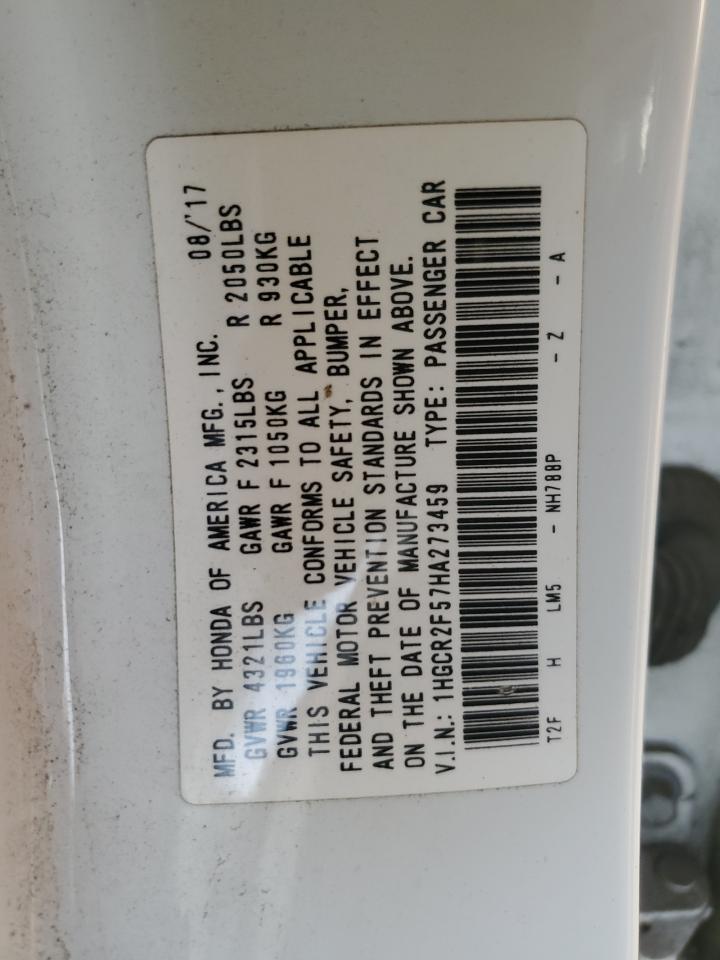 MFD. BY HONDA OF AMERICA MFG., INC. 08/'17
GVWR 4321LBS GAWR F 2315LBS R 2050LBS
GVWR 1960KG GAWR F 1050KG R 930KG
THIS VEHICLE CONFORMS TO ALL APPLICABLE
FEDERAL MOTOR VEHICLE SAFETY, BUMPER,
AND THEFT PREVENTION STANDARDS IN EFFECT
ON THE DATE OF MANUFACTURE SHOWN ABOVE.
V.I.N.: 1HGCR2F57HA273459 TYPE: PASSENGER CAR
T2F H LM5 - NH788P - Z - A